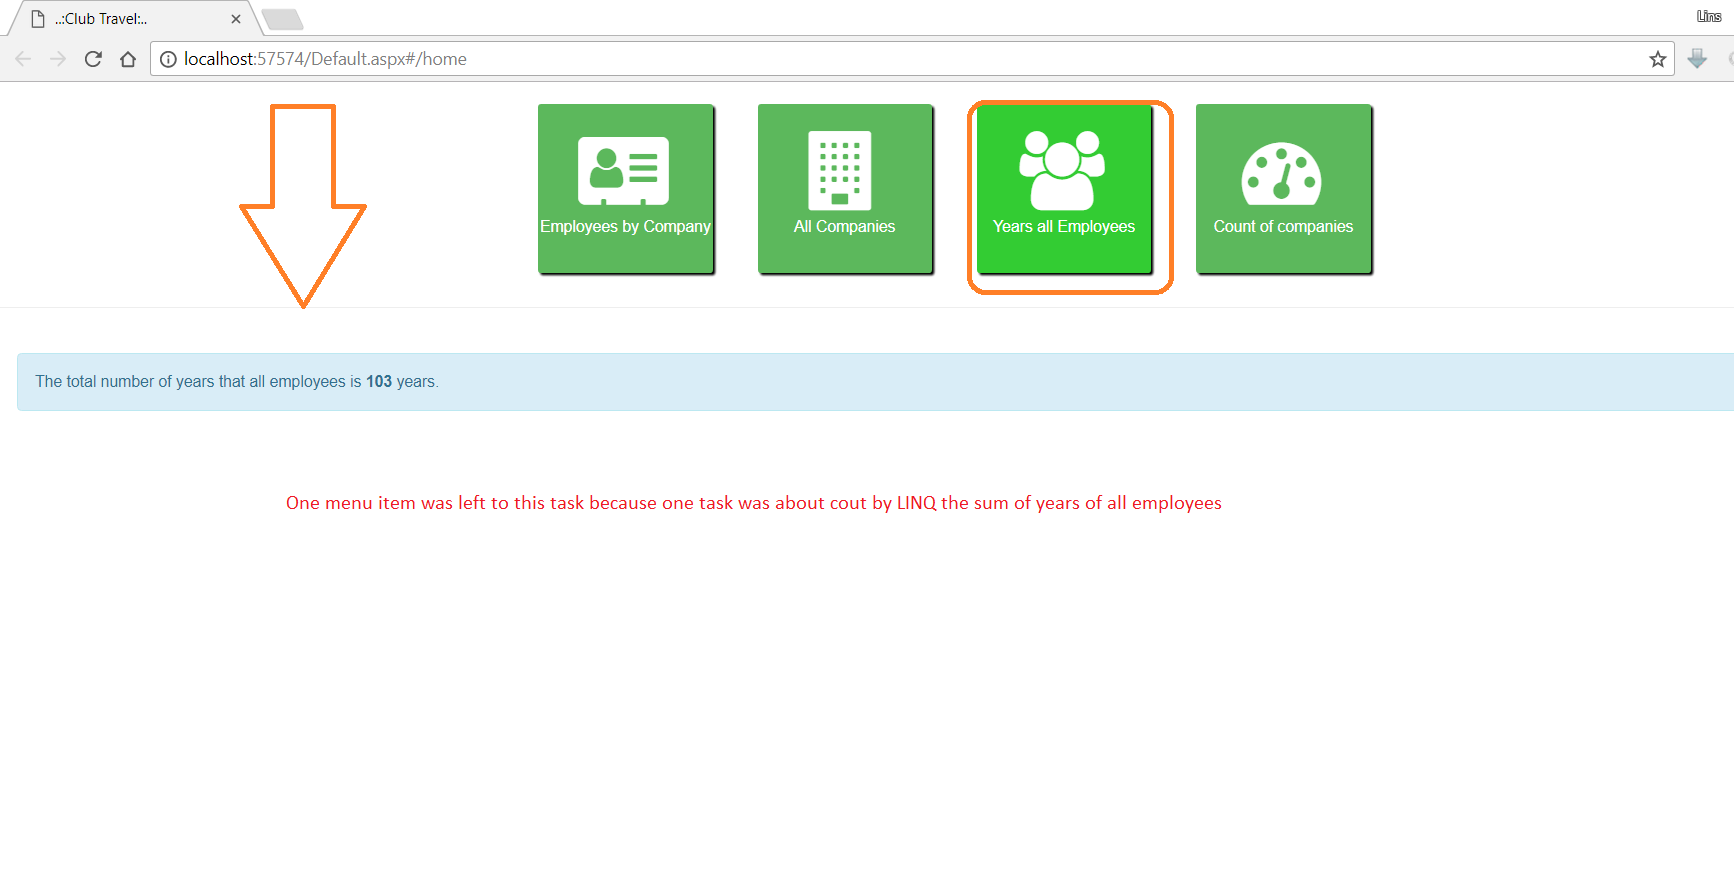 ..:Club Travel:..
Lins
localhost:57574/Default.aspx#/home
Employees by Company
All Companies
Years all Employees
Count of companies
The total number of years that all employees is 103 years.
One menu item was left to this task because one task was about cout by LINQ the sum of years of all employees